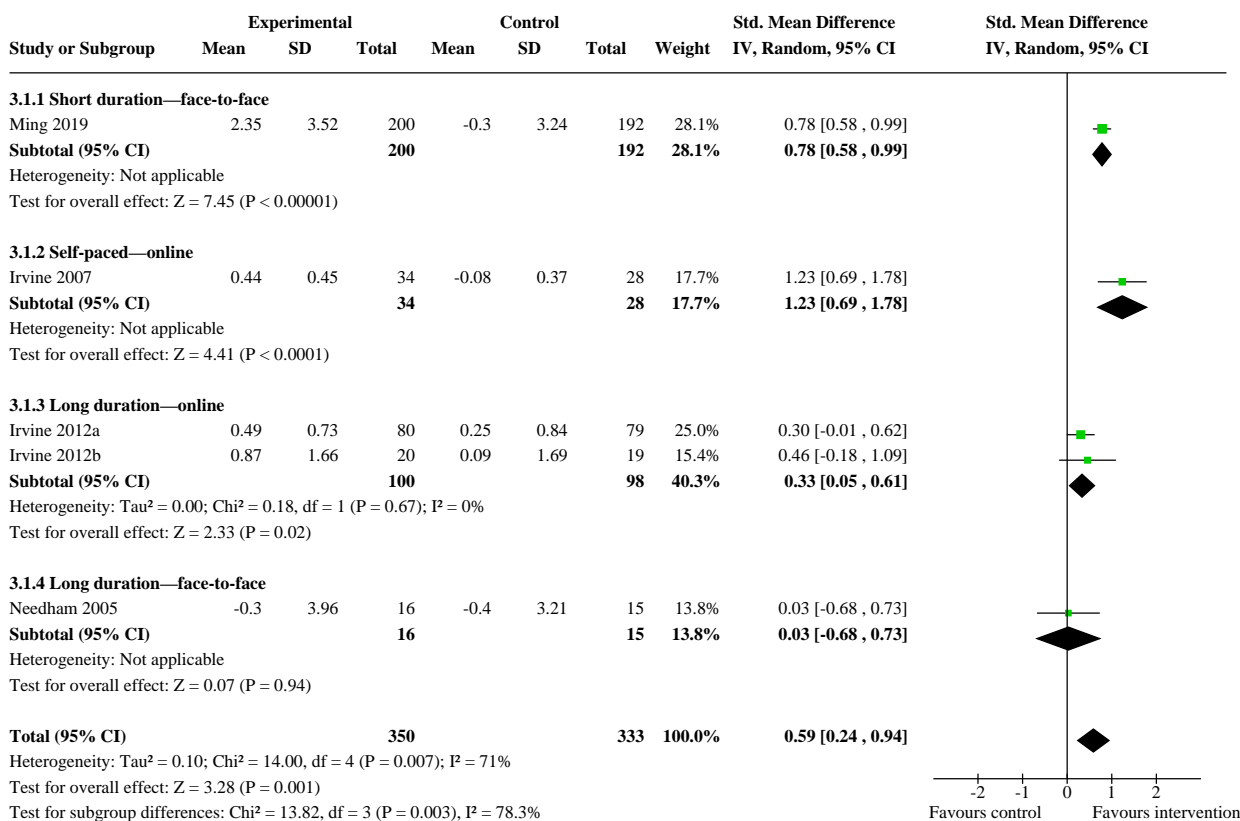 Experimental Control Std. Mean Difference Std. Mean Difference
Study or Subgroup Mean SD Total Mean SD Total Weight IV, Random, 95% CI IV, Random, 95% CI
3.1.1 Short duration—face-to-face
Ming 2019 2.35 3.52 200 -0.3 3.24 192 28.1% 0.78 [0.58 , 0.99]
Subtotal (95% CI) 200 192 28.1% 0.78 [0.58 , 0.99]
Heterogeneity: Not applicable
Test for overall effect: Z = 7.45 (P < 0.00001)
3.1.2 Self-paced—online
Irvine 2007 0.44 0.45 34 -0.08 0.37 28 17.7% 1.23 [0.69 , 1.78]
Subtotal (95% CI) 34 28 17.7% 1.23 [0.69 , 1.78]
Heterogeneity: Not applicable
Test for overall effect: Z = 4.41 (P < 0.0001)
3.1.3 Long duration—online
Irvine 2012a 0.49 0.73 80 0.25 0.84 79 25.0% 0.30 [-0.01 , 0.62]
Irvine 2012b 0.87 1.66 20 0.09 1.69 19 15.4% 0.46 [-0.18 , 1.09]
Subtotal (95% CI) 100 98 40.3% 0.33 [0.05 , 0.61]
Heterogeneity: Tau² = 0.00; Chi² = 0.18, df = 1 (P = 0.67); I² = 0%
Test for overall effect: Z = 2.33 (P = 0.02)
3.1.4 Long duration—face-to-face
Needham 2005 -0.3 3.96 16 -0.4 3.21 15 13.8% 0.03 [-0.68 , 0.73]
Subtotal (95% CI) 16 15 13.8% 0.03 [-0.68 , 0.73]
Heterogeneity: Not applicable
Test for overall effect: Z = 0.07 (P = 0.94)
Total (95% CI) 350 333 100.0% 0.59 [0.24 , 0.94]
Heterogeneity: Tau² = 0.10; Chi² = 14.00, df = 4 (P = 0.007); I² = 71%
Test for overall effect: Z = 3.28 (P = 0.001)
-2 -1 0 1 2
Test for subgroup differences: Chi² = 13.82, df = 3 (P = 0.003), I² = 78.3% Favours control Favours intervention